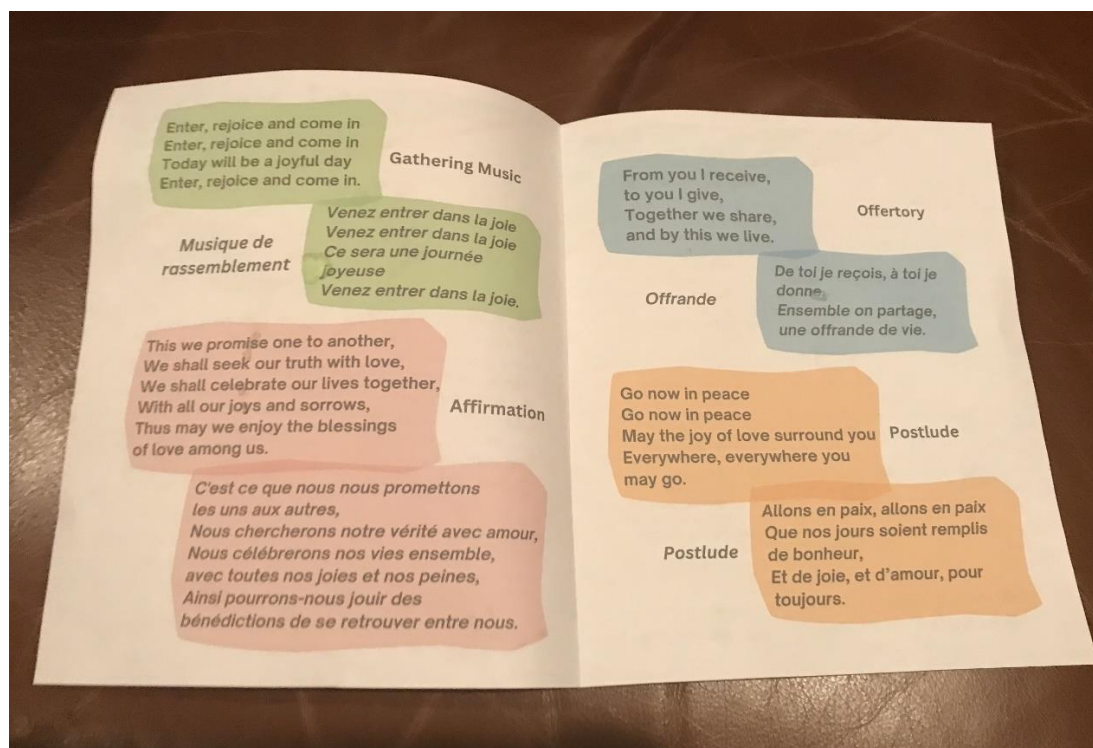 Enter, rejoice and come in
Enter, rejoice and come in
Today will be a joyful day
Enter, rejoice and come in.
Gathering Music
Venez entrer dans la joie
Venez entrer dans la joie
Ce sera une journée
joyeuse
Venez entrer dans la joie.
Musique de
rassemblement
This we promise one to another,
We shall seek our truth with love,
We shall celebrate our lives together,
With all our joys and sorrows,
Thus may we enjoy the blessings
of love among us.
Affirmation
C'est ce que nous nous promettons
les uns aux autres,
Nous chercherons notre vérité avec amour,
Nous célébrerons nos vies ensemble,
avec toutes nos joies et nos peines,
Ainsi pourrons-nous jouir des
bénédictions de se retrouver entre nous.
From you I receive,
to you I give,
Together we share,
and by this we live.
Offertory
De toi je reçois, à toi je
donne,
Ensemble on partage,
une offrande de vie.
Offrande
Go now in peace
Go now in peace
May the joy of love surround you
Everywhere, everywhere you
may go.
Postlude
Allons en paix, allons en paix
Que nos jours soient remplis
de bonheur,
Et de joie, et d'amour, pour
toujours.
Postlude